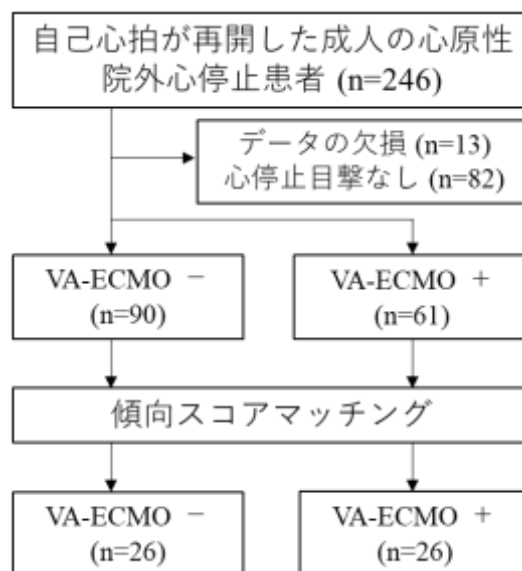 自己心拍が再開した成人の心原性
院外心停止患者 (n=246)
データの欠損 (n=13)
心停止目撃なし (n=82)
VA-ECMO −
(n=90)
VA-ECMO +
(n=61)
傾向スコアマッチング
VA-ECMO −
(n=26)
VA-ECMO +
(n=26)